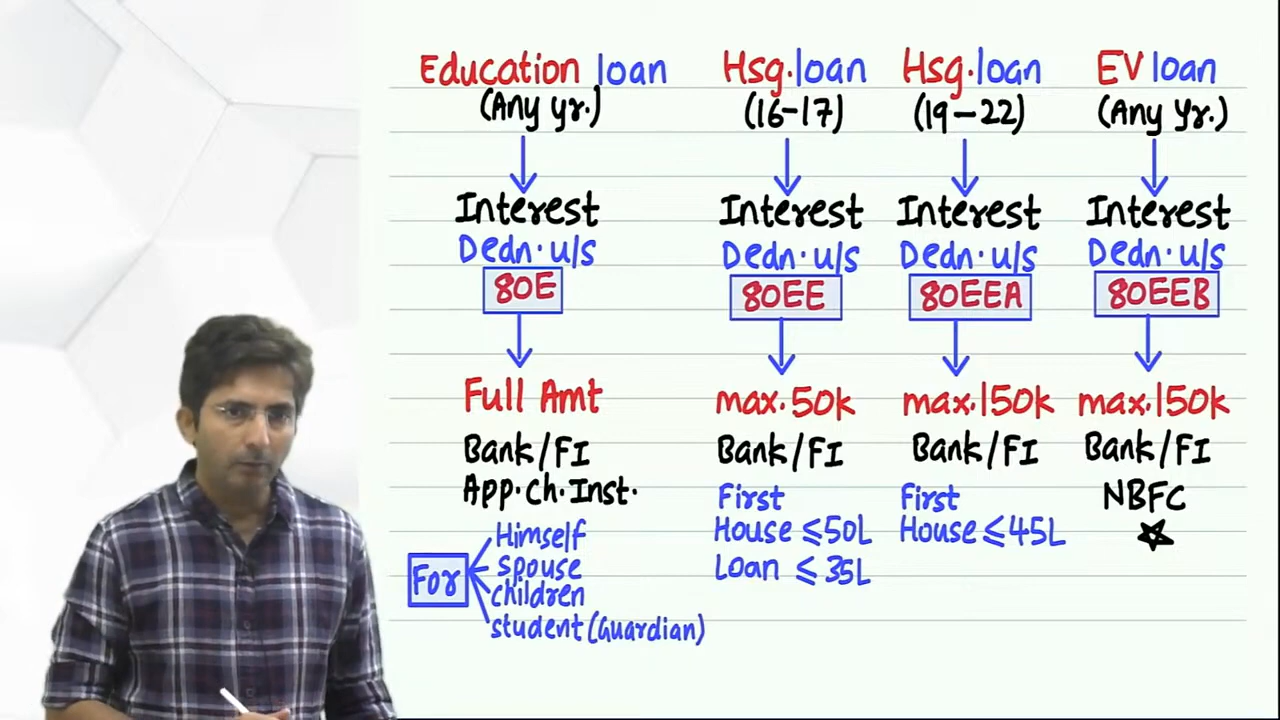 Education loan
(Any yr.)
Interest
Dedn. u/s
80E
Full Amt
Bank/FI
App. Ch. Inst.
For
Himself
spouse
children
student (Guardian)
Hsg. loan
(16-17)
Interest
Dedn. u/s
80EE
max. 50k
Bank/FI
First
House ≤ 50L
Loan ≤ 35L
Hsg. loan
(19-22)
Interest
Dedn. u/s
80EEA
max. 150k
Bank/FI
First
House ≤ 45L
EV loan
(Any Yr.)
Interest
Dedn. u/s
80EEB
max. 150k
Bank/FI
NBFC